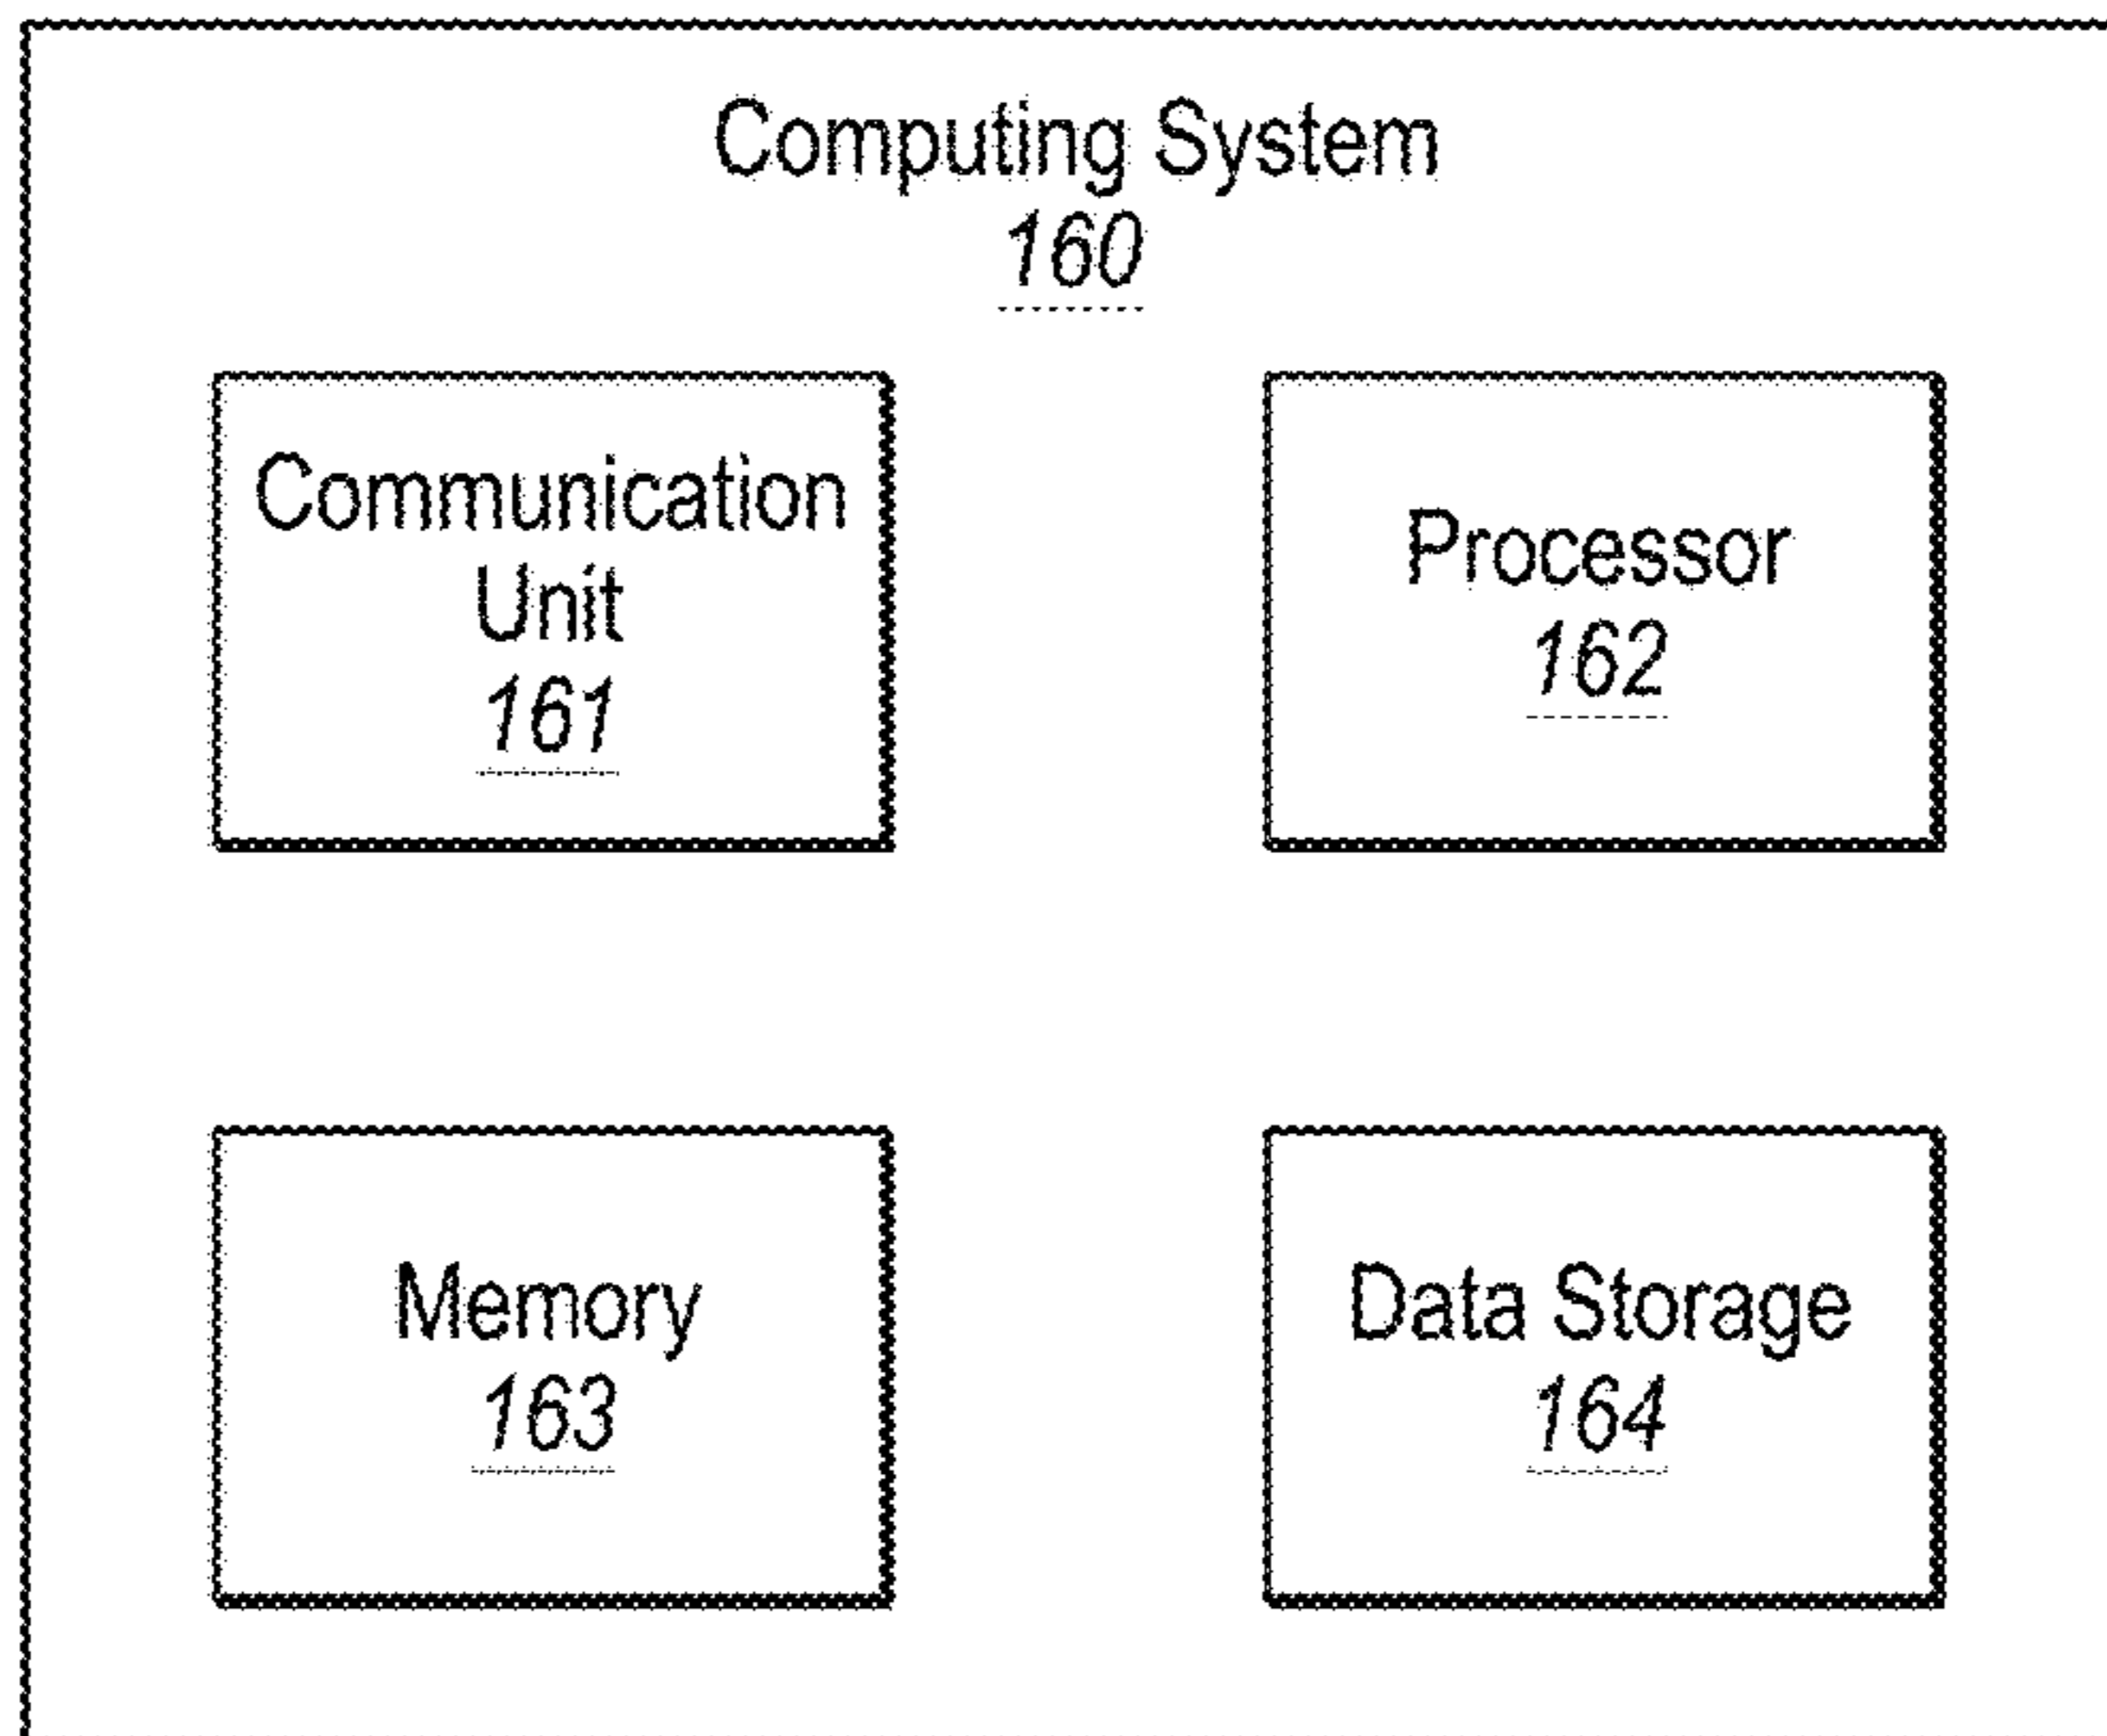 Computing System
160
Communication
Unit
161
Processor
162
Memory
163
Data Storage
164